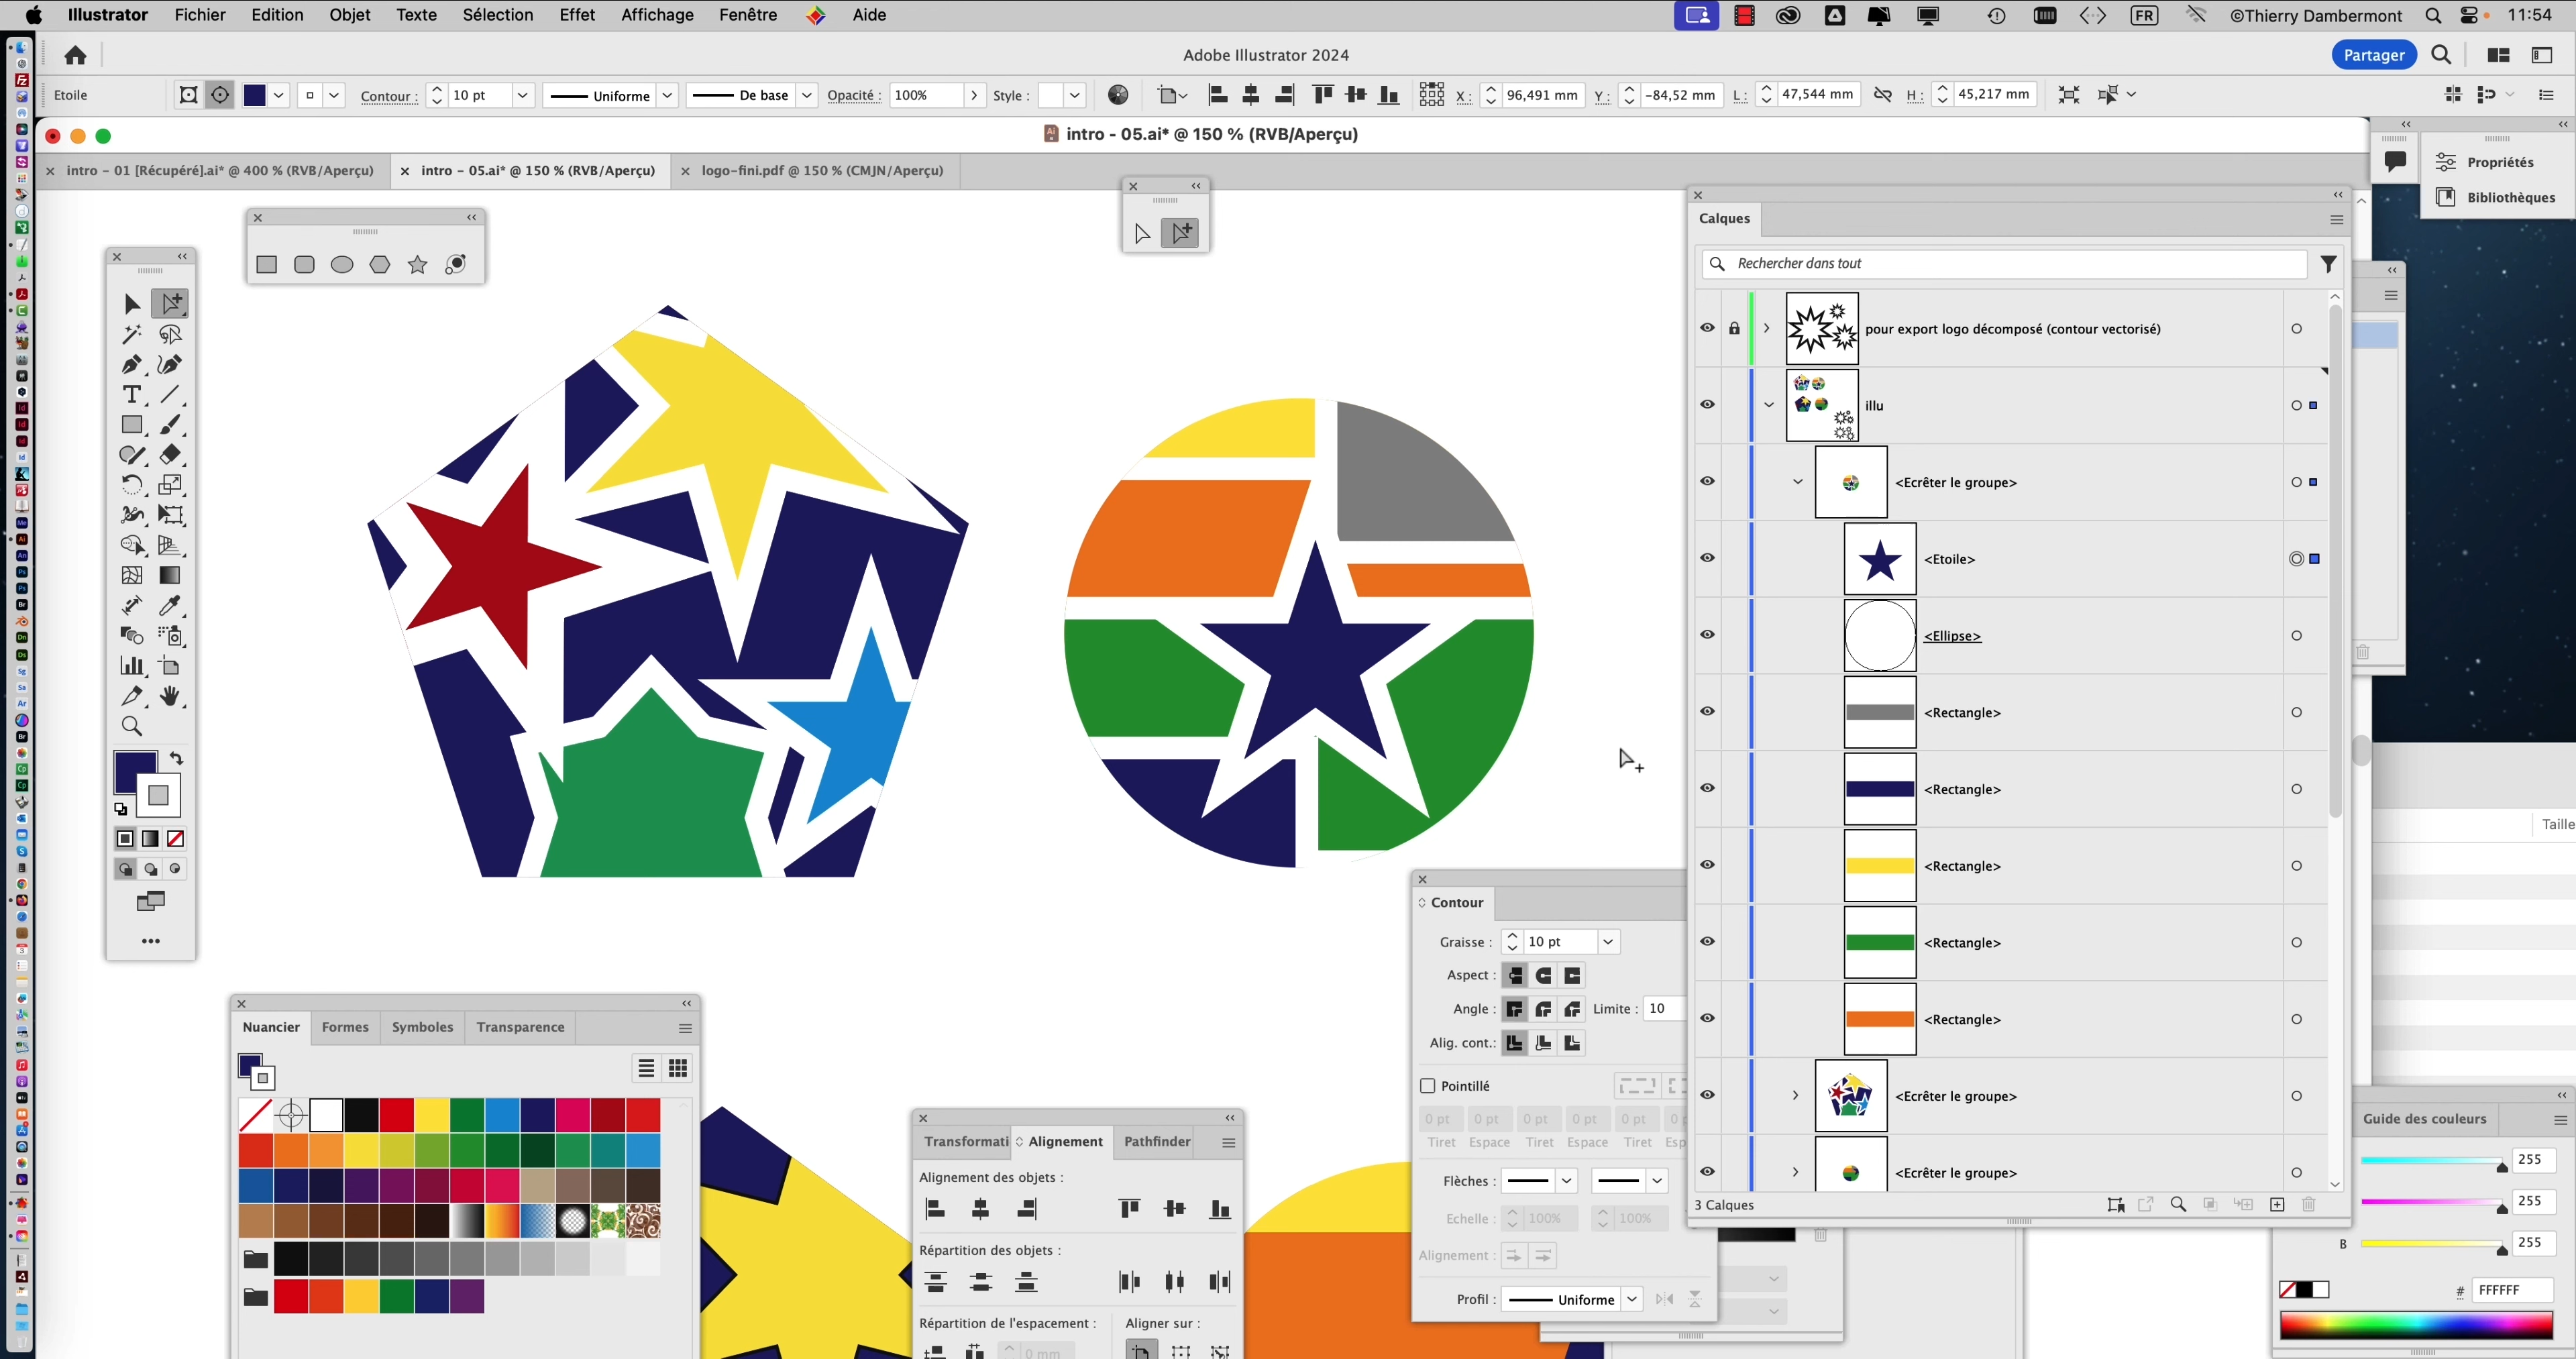 Illustrator Fichier Edition Objet Texte Sélection Effet Affichage Fenêtre Aide FR ©Thierry Dambermont 11:54
Adobe Illustrator 2024 Partager
Etoile Contour : 10 pt Uniforme De base Opacité : 100% Style : X : 96,491 mm Y : -84,52 mm L : 47,544 mm H : 45,217 mm
intro - 05.ai* @ 150 % (RVB/Aperçu)
intro - 01 [Récupéré].ai* @ 400 % (RVB/Aperçu) intro - 05.ai* @ 150 % (RVB/Aperçu) logo-fini.pdf @ 150 % (CMJN/Aperçu)
Propriétés
Bibliothèques
Calques
Rechercher dans tout
pour export logo décomposé (contour vectorisé)
illu
<Ecrêter le groupe>
<Etoile>
<Ellipse>
<Rectangle>
<Rectangle>
<Rectangle>
<Rectangle>
<Rectangle>
<Ecrêter le groupe>
<Ecrêter le groupe>
3 Calques
Taille
Contour
Graisse : 10 pt
Aspect :
Angle : Limite : 10
Alig. cont.:
Pointillé
0 pt 0 pt 0 pt 0 pt 0 pt
Tiret Espace Tiret Espace Tiret Esp
Flèches :
Echelle : 100% 100%
Alignement :
Profil : Uniforme
Nuancier Formes Symboles Transparence
Transformati Alignement Pathfinder
Alignement des objets :
Répartition des objets :
Répartition de l'espacement : Aligner sur :
0 mm
Guide des couleurs
255
255
B 255
# FFFFFF